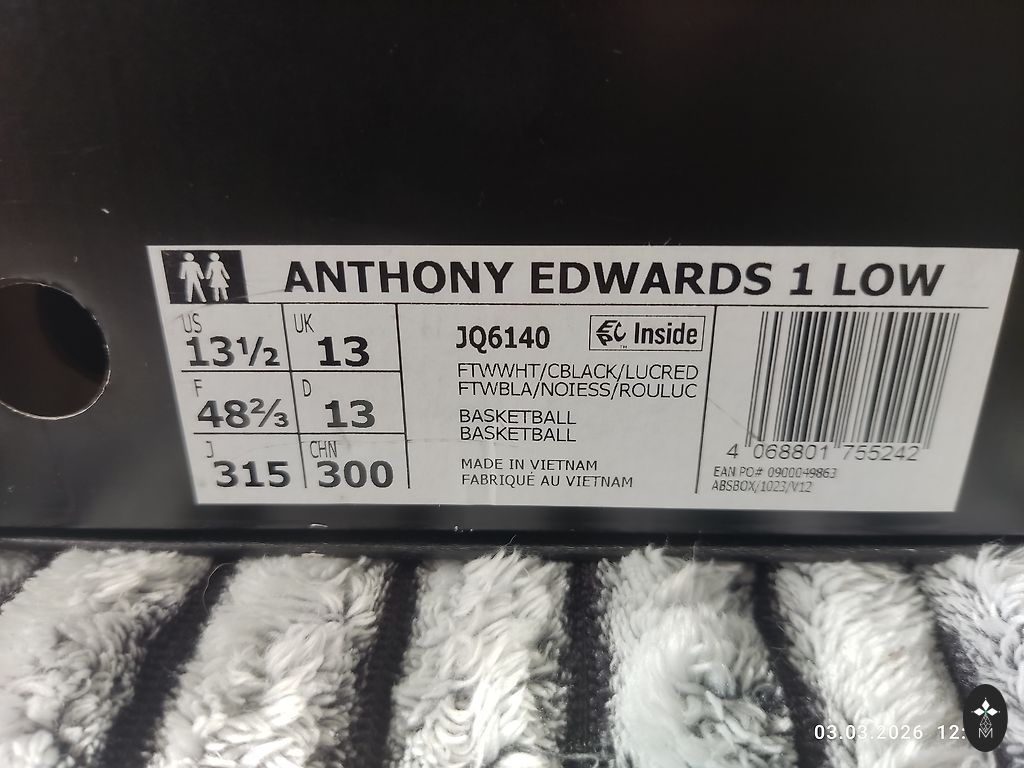 ANTHONY EDWARDS 1 LOW
US 13½ UK 13
F 48⅔ D 13
J 315 CHN 300
JQ6140 Inside
FTWWHT/CBLACK/LUCRED
FTWBLA/NOIESS/ROULUC
BASKETBALL
BASKETBALL
MADE IN VIETNAM
FABRIQUÉ AU VIETNAM
4 068801 755242
EAN PO# 0900049863
ABSBOX/1023/V12
03.03.2026 12:
M